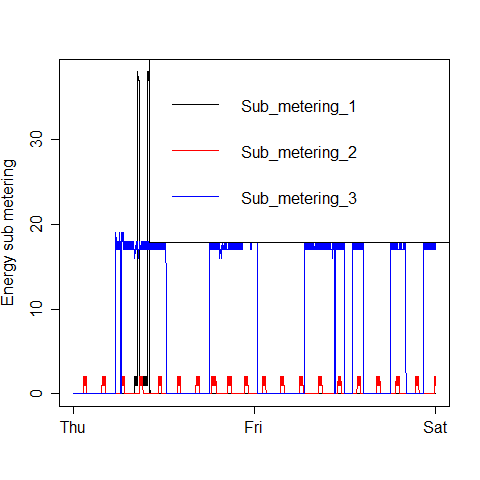 Energy sub metering
30
20
10
0
Sub_metering_1
Sub_metering_2
Sub_metering_3
Thu Fri Sat